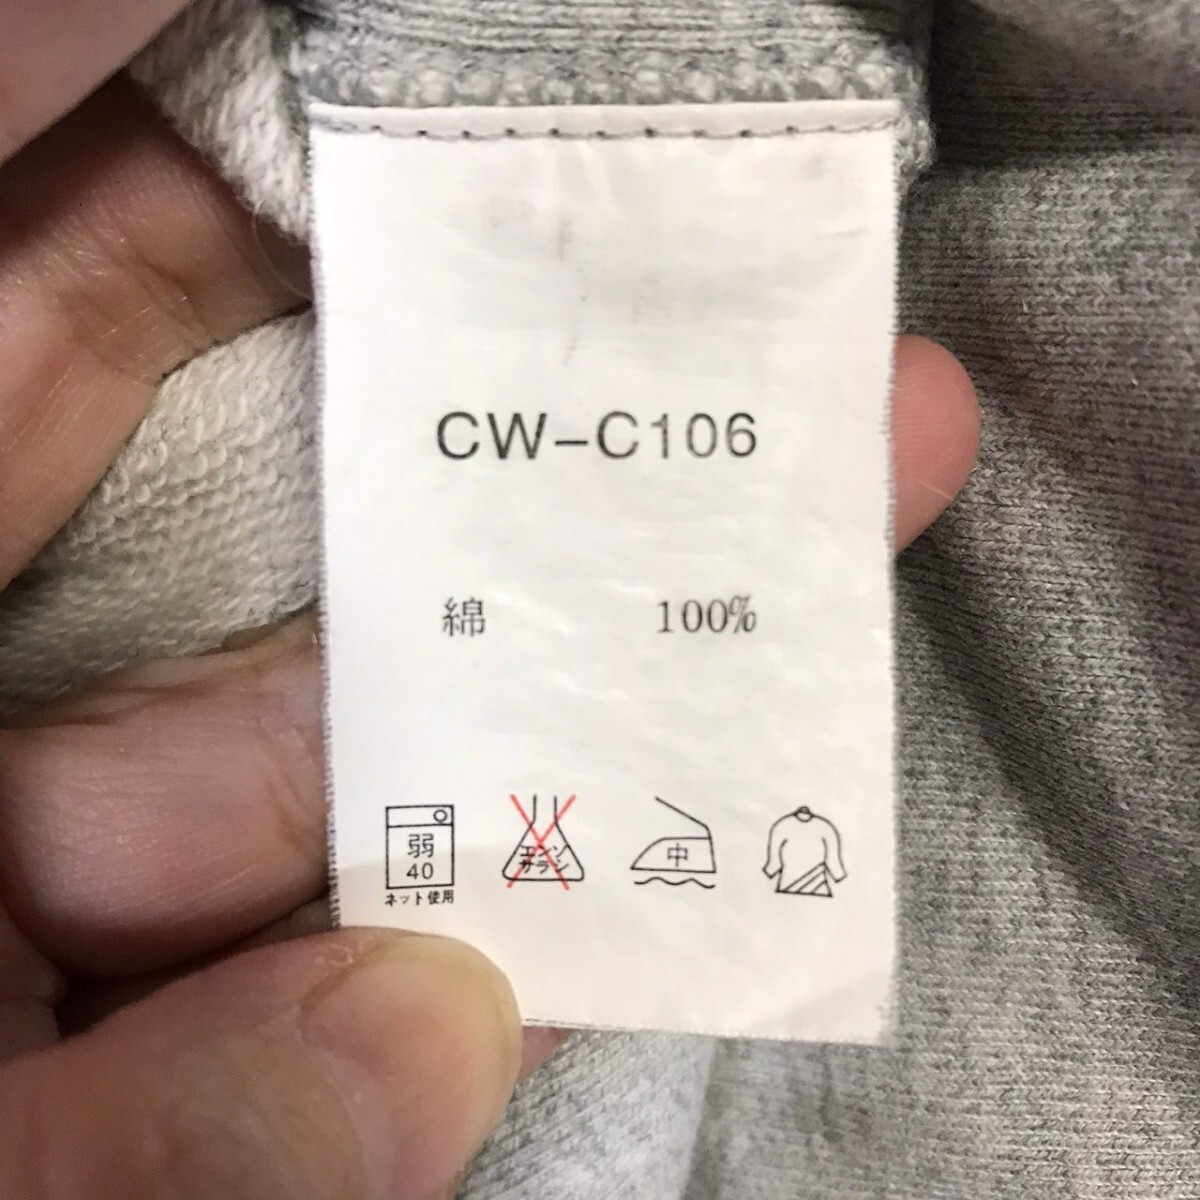 CW-C106
綿 100%
弱
40
ネット使用
エンソ
サラシ
中